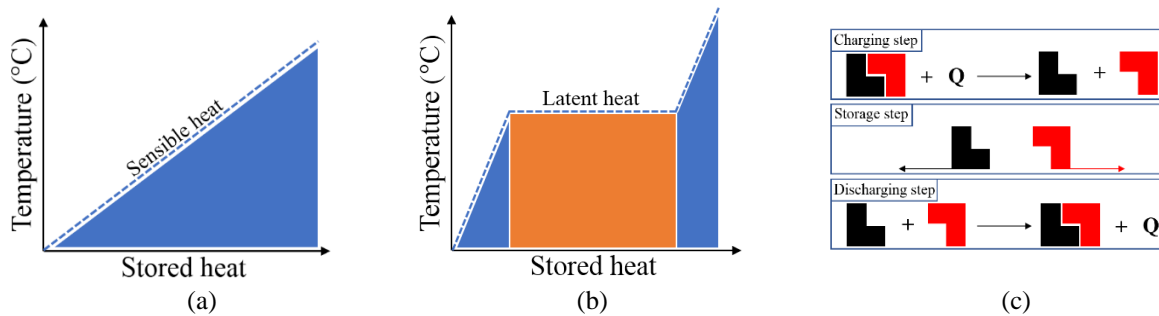 Temperature (°C)
Sensible heat
Stored heat
(a)
Temperature (°C)
Latent heat
Stored heat
(b)
Charging step
+ Q +
Storage step
Discharging step
+ + Q
(c)